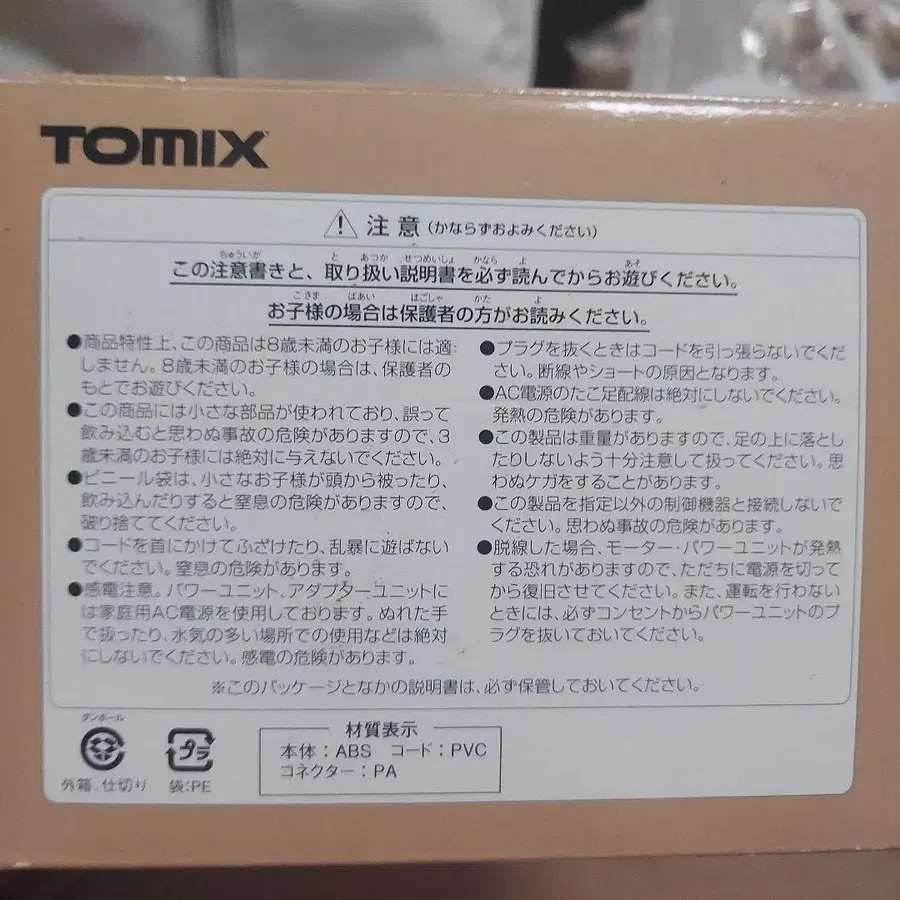 TOMIX
注意(かならずおよみください)
この注意書きと、取り扱い説明書を必ず読んでからお遊びください。
お子様の場合は保護者の方がお読みください。
●商品特性上、この商品は8歳未満のお子様には適
しません。8歳未満のお子様の場合は、保護者の
もとでお遊びください。
●この商品には小さな部品が使われており、誤って
飲み込むと思わぬ事故の危険がありますので、3
歳未満のお子様には絶対に与えないでください。
●ビニール袋は、小さなお子様が頭から被ったり、
飲み込んだりすると窒息の危険がありますので、
破り捨ててください。
●コードを首にかけてふざけたり、乱暴に遊ばない
でください。窒息の危険があります。
●感電注意。パワーユニット、アダプターユニットに
は家庭用AC電源を使用しております。ぬれた手
で扱ったり、水気の多い場所での使用などは絶対
にしないでください。感電の危険があります。
●プラグを抜くときはコードを引っ張らないでくだ
さい。断線やショートの原因となります。
●AC電源のたこ足配線は絶対にしないでください。
発熱の危険があります。
●この製品は重量がありますので、足の上に落とし
たりしないよう十分注意して扱ってください。思
わぬケガをすることがあります。
●この製品を指定以外の制御機器と接続しないで
ください。思わぬ事故の危険があります。
●脱線した場合、モーター・パワーユニットが発熱
する恐れがありますので、ただちに電源を切って
から復旧させてください。また、運転を行わない
ときには、必ずコンセントからパワーユニットのプ
ラグを抜いておいてください。
※このパッケージとなかの説明書は、必ず保管しておいてください。
ダンボール
外箱、仕切り
プラ
袋:PE
材質表示
本体:ABS コード:PVC
コネクター:PA